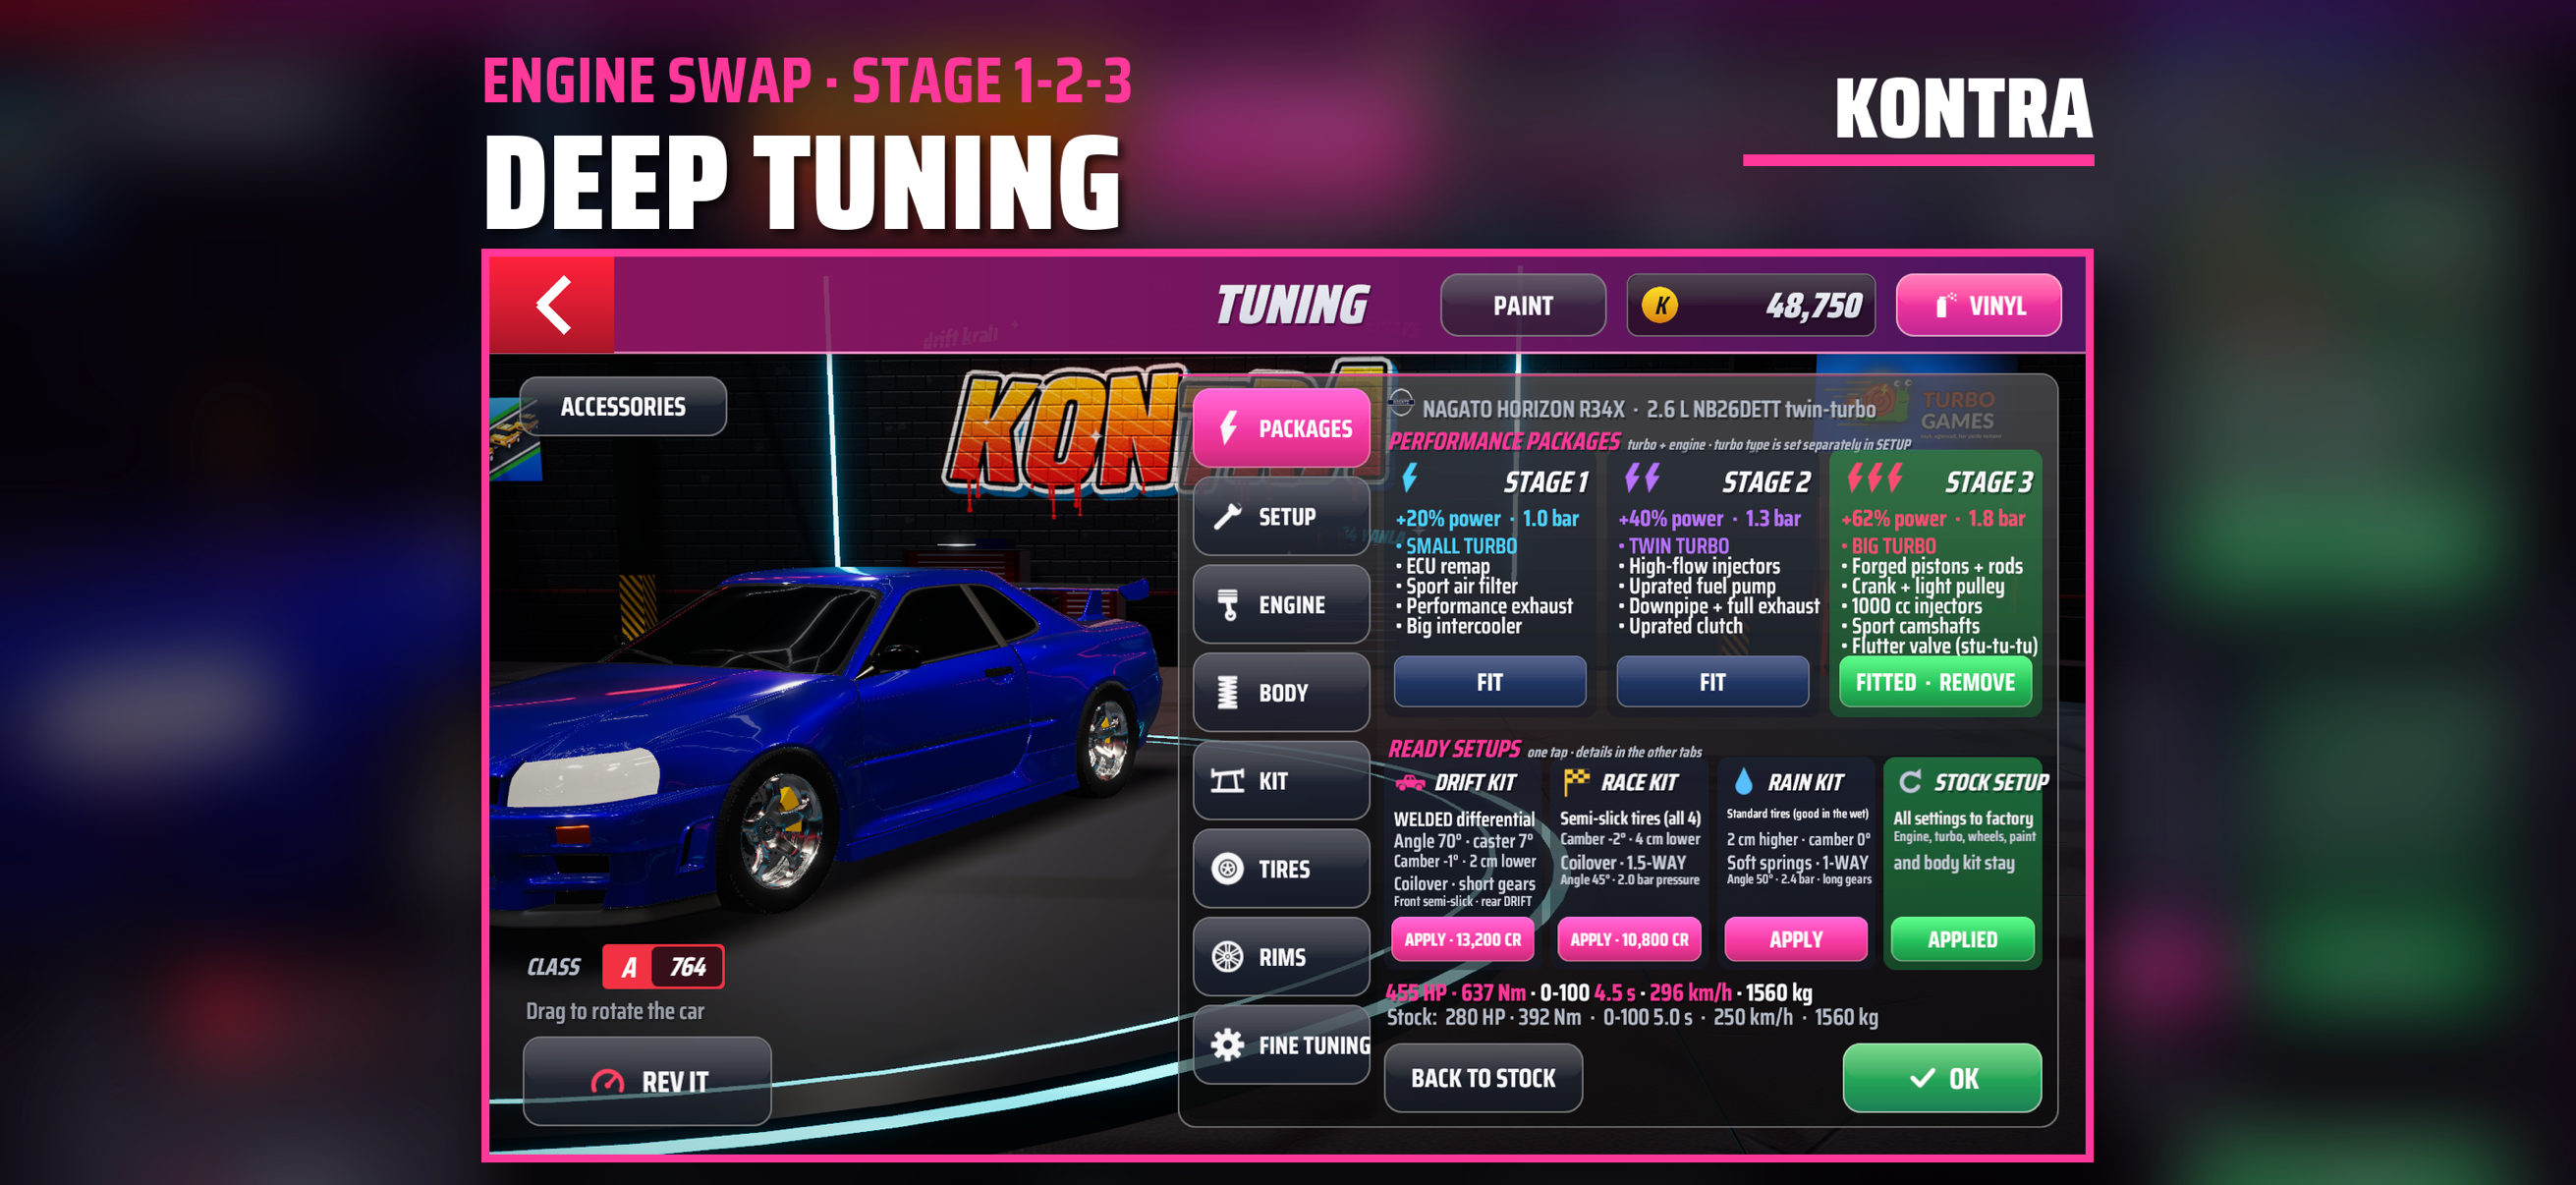 ENGINE SWAP · STAGE 1-2-3
DEEP TUNING
KONTRA
TUNING
PAINT
K 48,750
VINYL
drift kralı
ACCESSORIES
KONTRA
TURBO
GAMES
PACKAGES
SETUP
ENGINE
BODY
KIT
TIRES
RIMS
FINE TUNING
NAGATO HORIZON R34X · 2.6 L NB26DETT twin-turbo
PERFORMANCE PACKAGES turbo + engine · turbo type is set separately in SETUP
STAGE 1
+20% power · 1.0 bar
• SMALL TURBO
• ECU remap
• Sport air filter
• Performance exhaust
• Big intercooler
FIT
STAGE 2
+40% power · 1.3 bar
• TWIN TURBO
• High-flow injectors
• Uprated fuel pump
• Downpipe + full exhaust
• Uprated clutch
FIT
STAGE 3
+62% power · 1.8 bar
• BIG TURBO
• Forged pistons + rods
• Crank + light pulley
• 1000 cc injectors
• Sport camshafts
• Flutter valve (stu-tu-tu)
FITTED · REMOVE
READY SETUPS one tap · details in the other tabs
DRIFT KIT
WELDED differential
Angle 70° · caster 7°
Camber -1° · 2 cm lower
Coilover · short gears
Front semi-slick · rear DRIFT
APPLY · 13,200 CR
RACE KIT
Semi-slick tires (all 4)
Camber -2° · 4 cm lower
Coilover · 1.5-WAY
Angle 45° · 2.0 bar pressure
APPLY · 10,800 CR
RAIN KIT
Standard tires (good in the wet)
2 cm higher · camber 0°
Soft springs · 1-WAY
Angle 50° · 2.4 bar · long gears
APPLY
STOCK SETUP
All settings to factory
Engine, turbo, wheels, paint
and body kit stay
APPLIED
455 HP · 637 Nm · 0-100 4.5 s · 296 km/h · 1560 kg
Stock: 280 HP · 392 Nm · 0-100 5.0 s · 250 km/h · 1560 kg
BACK TO STOCK
OK
CLASS A 764
Drag to rotate the car
REV IT